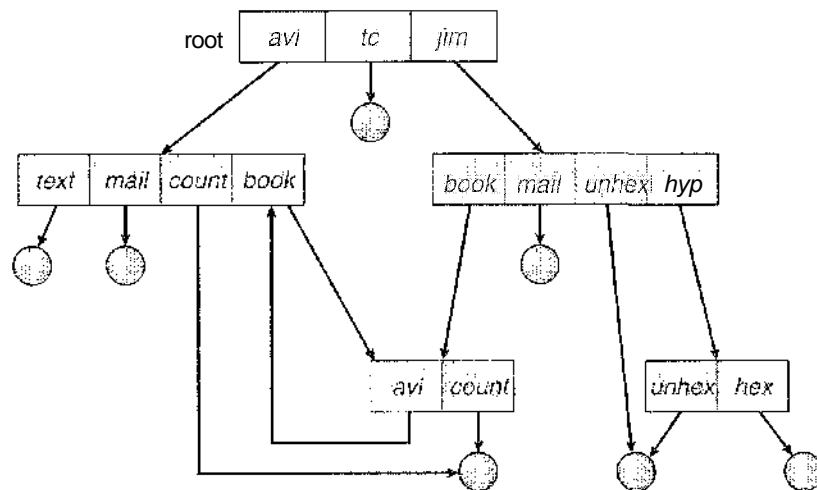 root avi tc jim
text mail count book book mail unhex hyp
avi count unhex hex